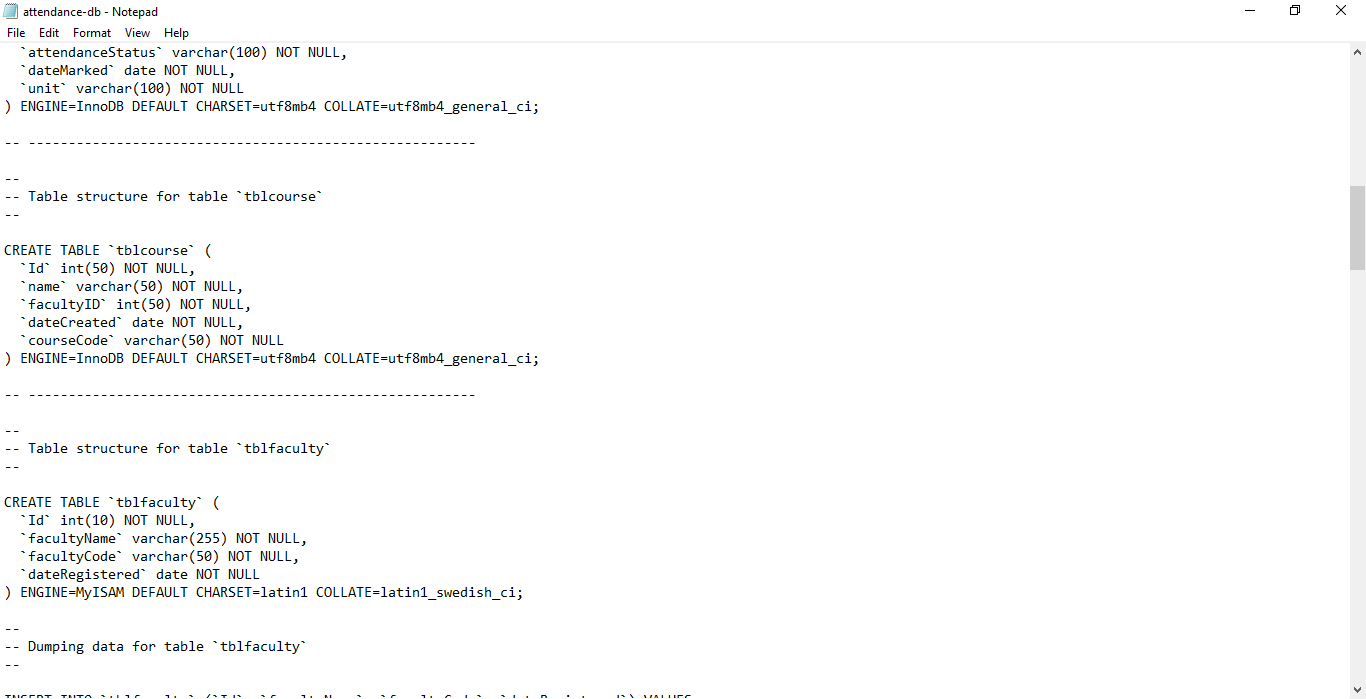 attendance-db - Notepad
File Edit Format View Help
`attendanceStatus` varchar(100) NOT NULL,
`dateMarked` date NOT NULL,
`unit` varchar(100) NOT NULL
) ENGINE=InnoDB DEFAULT CHARSET=utf8mb4 COLLATE=utf8mb4_general_ci;
-- --------------------------------------------------------
--
-- Table structure for table `tblcourse`
--
CREATE TABLE `tblcourse` (
`Id` int(50) NOT NULL,
`name` varchar(50) NOT NULL,
`facultyID` int(50) NOT NULL,
`dateCreated` date NOT NULL,
`courseCode` varchar(50) NOT NULL
) ENGINE=InnoDB DEFAULT CHARSET=utf8mb4 COLLATE=utf8mb4_general_ci;
-- --------------------------------------------------------
--
-- Table structure for table `tblfaculty`
--
CREATE TABLE `tblfaculty` (
`Id` int(10) NOT NULL,
`facultyName` varchar(255) NOT NULL,
`facultyCode` varchar(50) NOT NULL,
`dateRegistered` date NOT NULL
) ENGINE=MyISAM DEFAULT CHARSET=latin1 COLLATE=latin1_swedish_ci;
--
-- Dumping data for table `tblfaculty`
--